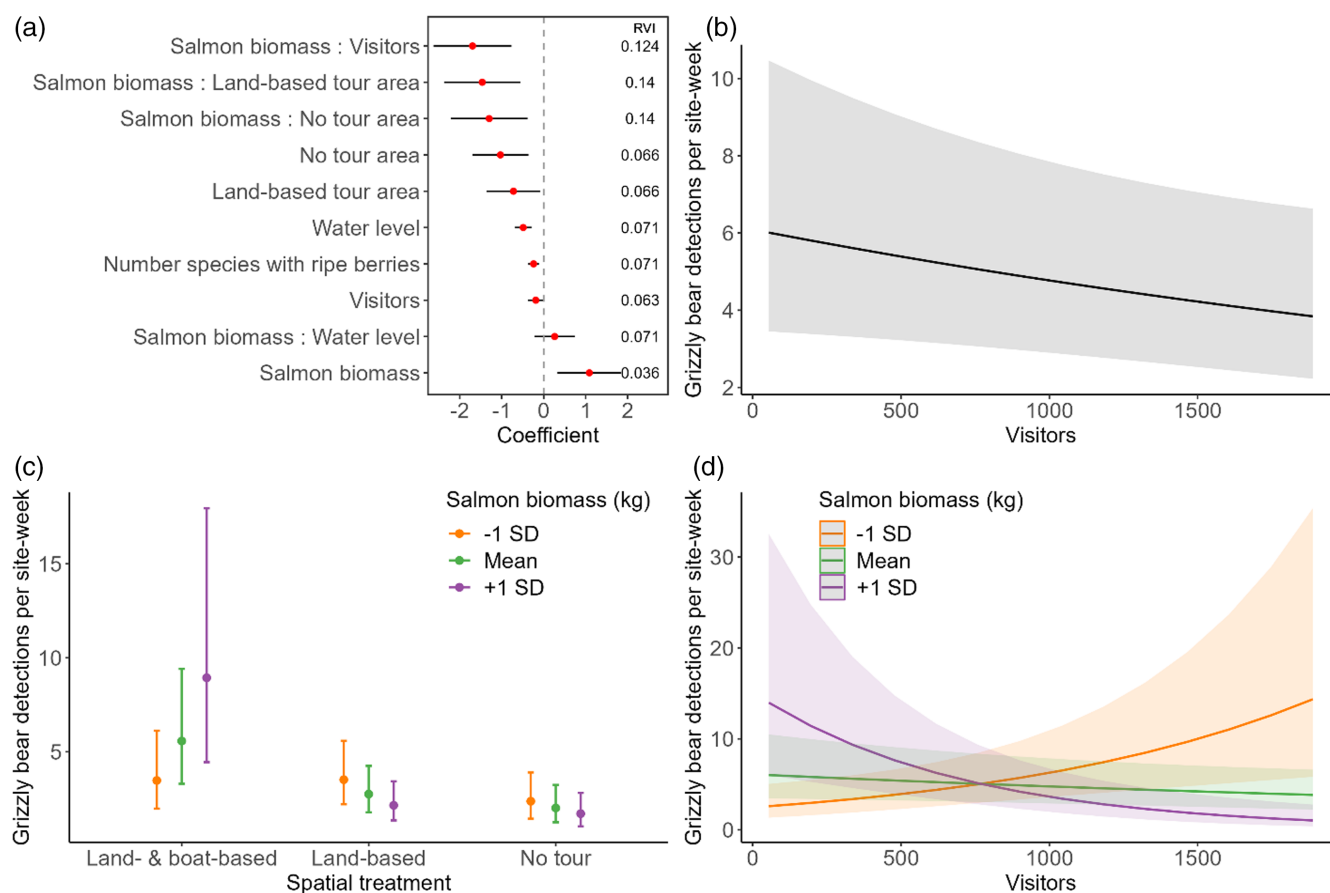 (a)
RVI
Salmon biomass : Visitors 0.124
Salmon biomass : Land-based tour area 0.14
Salmon biomass : No tour area 0.14
No tour area 0.066
Land-based tour area 0.066
Water level 0.071
Number species with ripe berries 0.071
Visitors 0.063
Salmon biomass : Water level 0.071
Salmon biomass 0.036
-2 -1 0 1 2
Coefficient
(b)
Grizzly bear detections per site-week
10
8
6
4
2
0 500 1000 1500
Visitors
(c)
Grizzly bear detections per site-week
15
10
5
Salmon biomass (kg)
-1 SD
Mean
+1 SD
Land- & boat-based Land-based No tour
Spatial treatment
(d)
Grizzly bear detections per site-week
30
20
10
0
Salmon biomass (kg)
-1 SD
Mean
+1 SD
0 500 1000 1500
Visitors